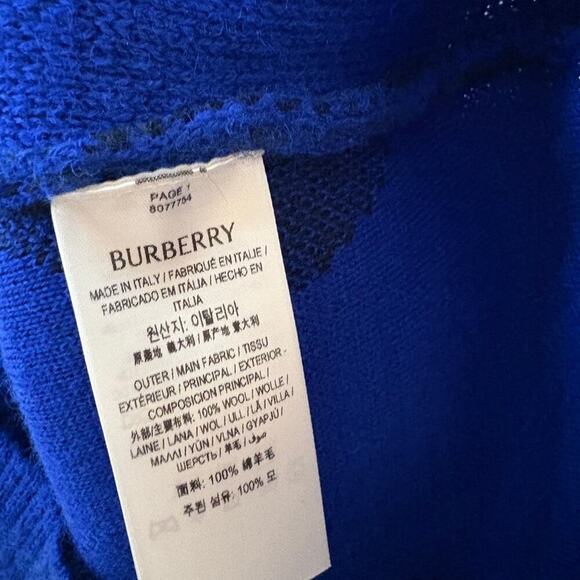 PAGE 1
8077754
BURBERRY
MADE IN ITALY / FABRIQUÉ EN ITALIE /
FABRICADO EM ITÁLIA / HECHO EN
ITALIA
원산지: 이탈리아
原產地 義大利 / 原产地 意大利
OUTER / MAIN FABRIC / TISSU
EXTÉRIEUR / PRINCIPAL / EXTERIOR -
COMPOSICION PRINCIPAL /
外部/主要布料: 100% WOOL / WOLLE /
LAINE / LANA / WOL / ULL / LÃ / VILLA /
ΜΑΛΛΙ / YÜN / VLNA / GYAPJÚ /
ШЕРСТЬ / 羊毛 / صوف /
面料: 100% 綿羊毛
주된 섬유: 100% 모